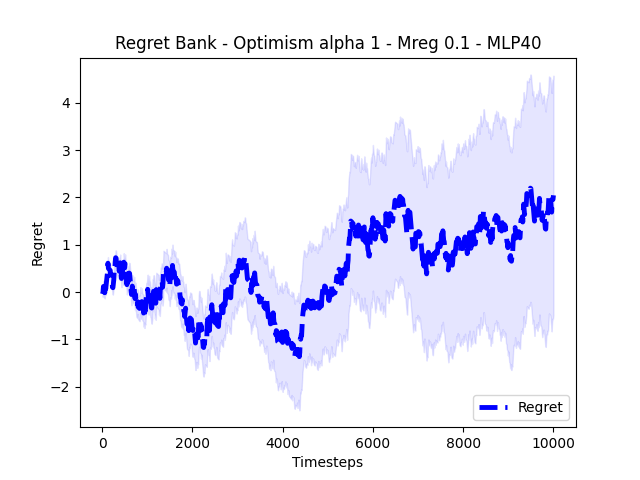 Regret Bank - Optimism alpha 1 - Mreg 0.1 - MLP40
4
3
2
1
0
−1
−2
Regret
Regret
0 2000 4000 6000 8000 10000
Timesteps